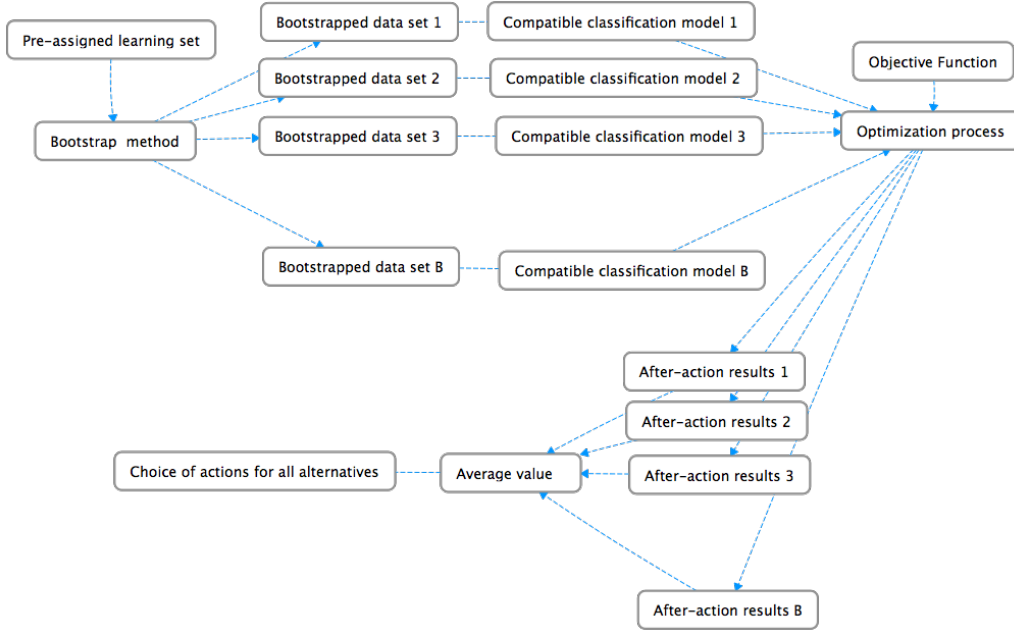 Pre-assigned learning set
Bootstrapped data set 1
Compatible classification model 1
Objective Function
Bootstrapped data set 2
Compatible classification model 2
Bootstrap method
Bootstrapped data set 3
Compatible classification model 3
Optimization process
Bootstrapped data set B
Compatible classification model B
After-action results 1
After-action results 2
Choice of actions for all alternatives
Average value
After-action results 3
After-action results B